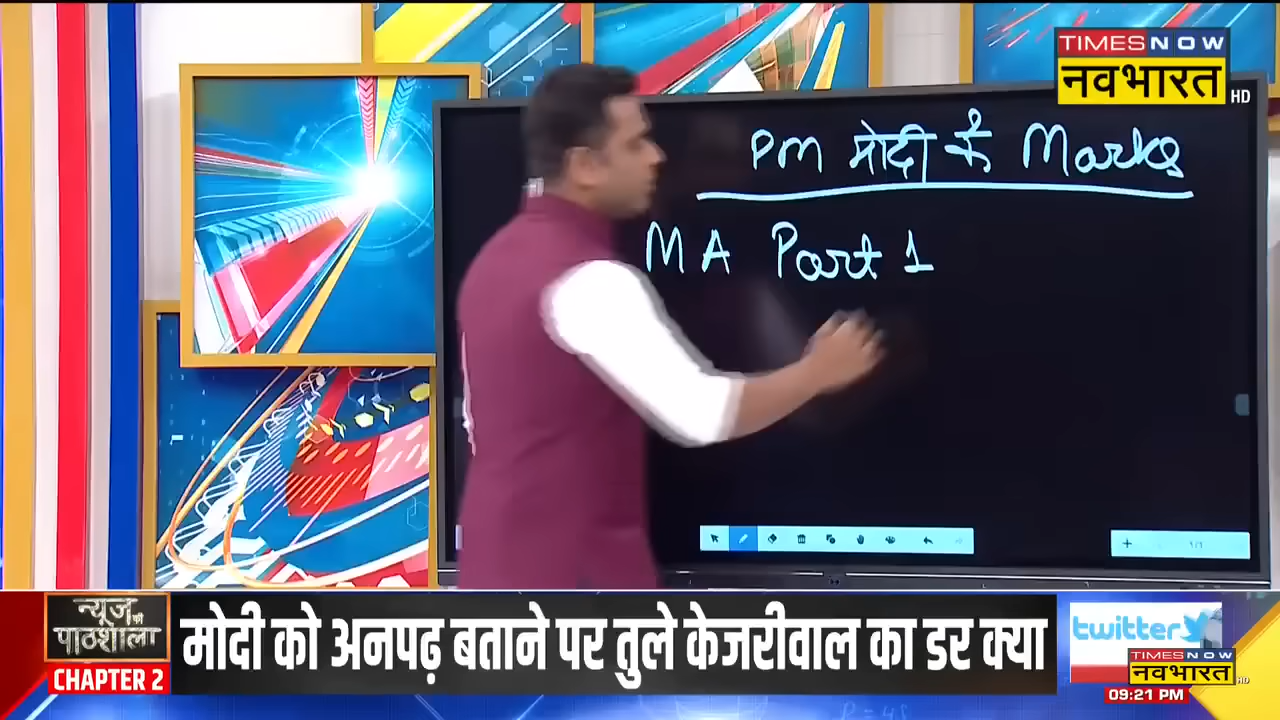 TIMES NOW
नवभारत
HD
PM मोदी के Marks
MA Part 1
न्यूज़ की
पाठशाला
CHAPTER 2
मोदी को अनपढ़ बताने पर तुले केजरीवाल का डर क्या
twitter
TIMES NOW
नवभारत
HD
09:21 PM